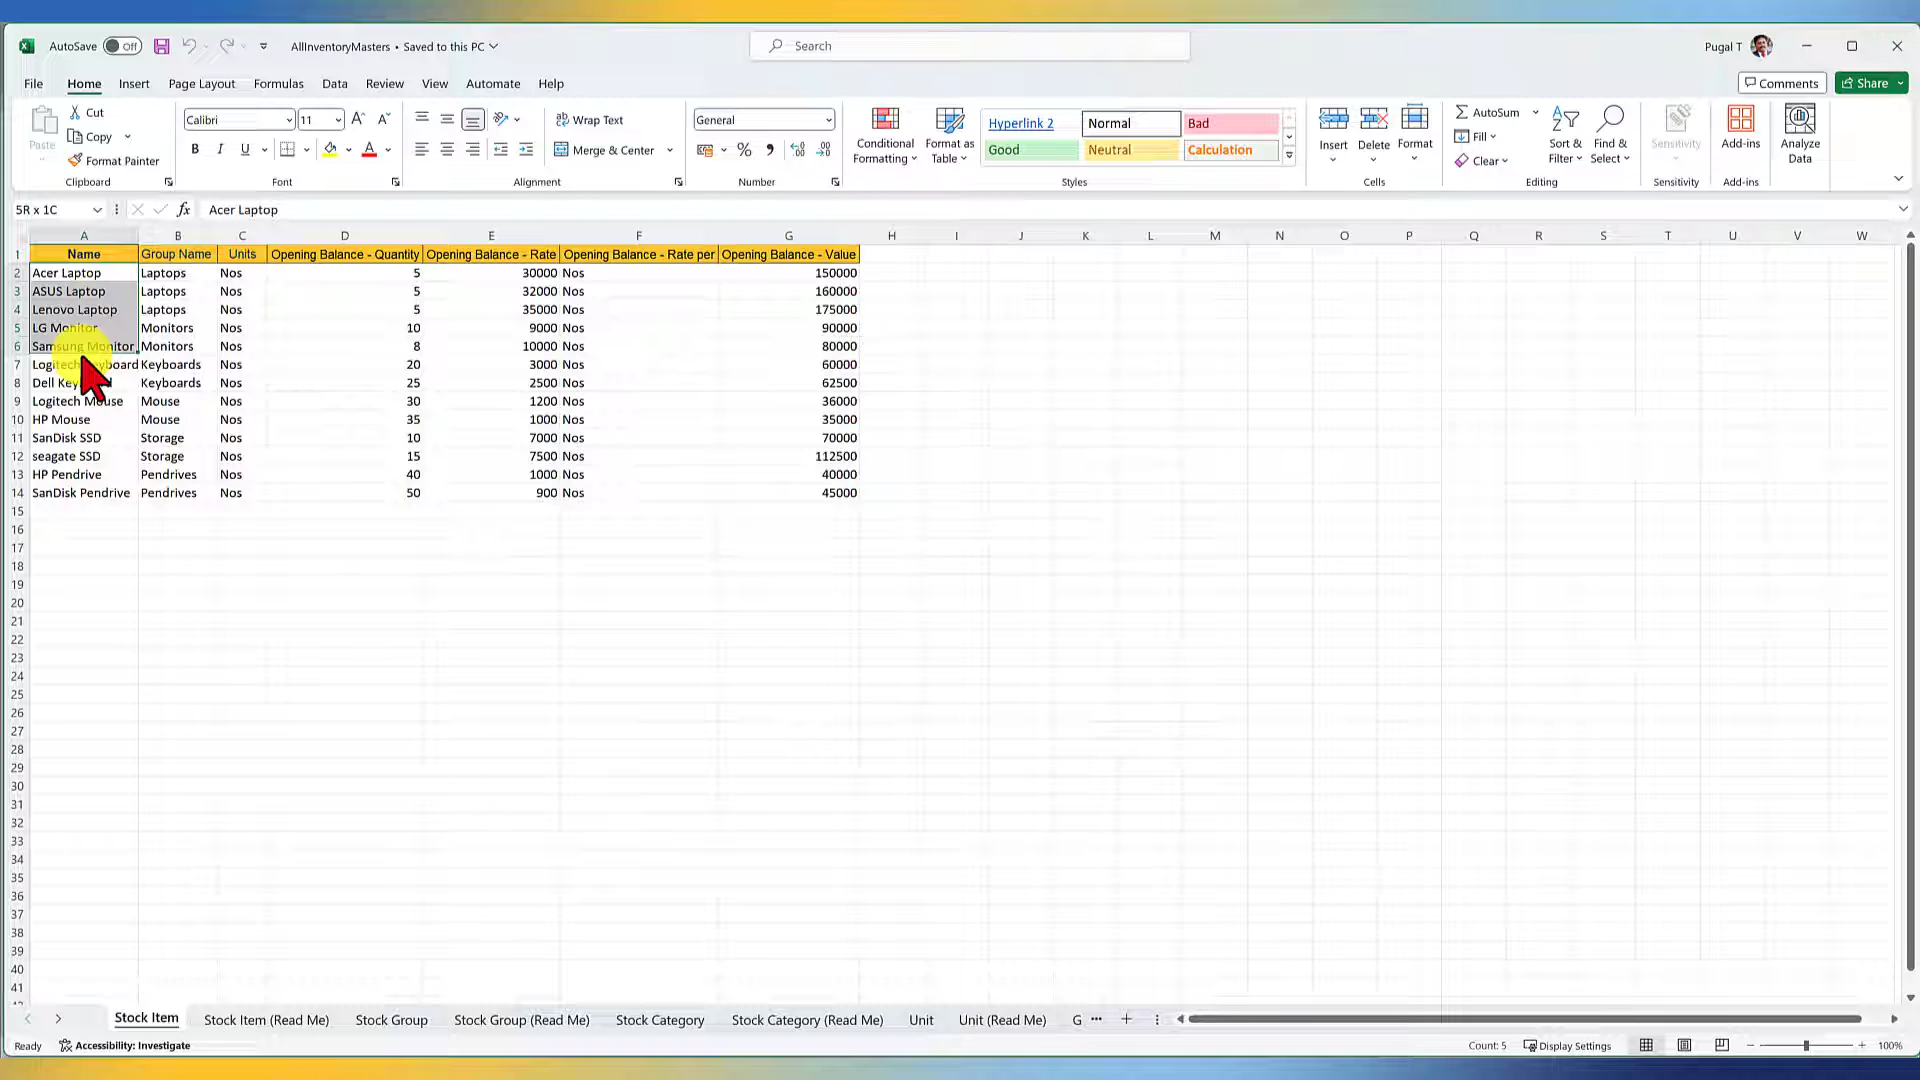 AutoSave Off AllInventoryMasters • Saved to this PC Search Pugal T
File Home Insert Page Layout Formulas Data Review View Automate Help Comments Share
Paste Cut Copy Format Painter Clipboard
Calibri 11 B I U Font
Wrap Text Merge & Center Alignment
General % Number
Conditional Formatting Format as Table Hyperlink 2 Normal Bad Good Neutral Calculation Styles
Insert Delete Format Cells
AutoSum Fill Clear Sort & Filter Find & Select Editing
Sensitivity Sensitivity
Add-ins Add-ins
Analyze Data
5R x 1C fx Acer Laptop
A B C D E F G H I J K L M N O P Q R S T U V W
1 Name Group Name Units Opening Balance - Quantity Opening Balance - Rate Opening Balance - Rate per Opening Balance - Value
2 Acer Laptop Laptops Nos 5 30000 Nos 150000
3 ASUS Laptop Laptops Nos 5 32000 Nos 160000
4 Lenovo Laptop Laptops Nos 5 35000 Nos 175000
5 LG Monitor Monitors Nos 10 9000 Nos 90000
6 Samsung Monitor Monitors Nos 8 10000 Nos 80000
7 Logitech Keyboard Keyboards Nos 20 3000 Nos 60000
8 Dell Keyboard Keyboards Nos 25 2500 Nos 62500
9 Logitech Mouse Mouse Nos 30 1200 Nos 36000
10 HP Mouse Mouse Nos 35 1000 Nos 35000
11 SanDisk SSD Storage Nos 10 7000 Nos 70000
12 seagate SSD Storage Nos 15 7500 Nos 112500
13 HP Pendrive Pendrives Nos 40 1000 Nos 40000
14 SanDisk Pendrive Pendrives Nos 50 900 Nos 45000
15
16
17
18
19
20
21
22
23
24
25
26
27
28
29
30
31
32
33
34
35
36
37
38
39
40
41
Stock Item Stock Item (Read Me) Stock Group Stock Group (Read Me) Stock Category Stock Category (Read Me) Unit Unit (Read Me) G ...
Ready Accessibility: Investigate Count: 5 Display Settings 100%